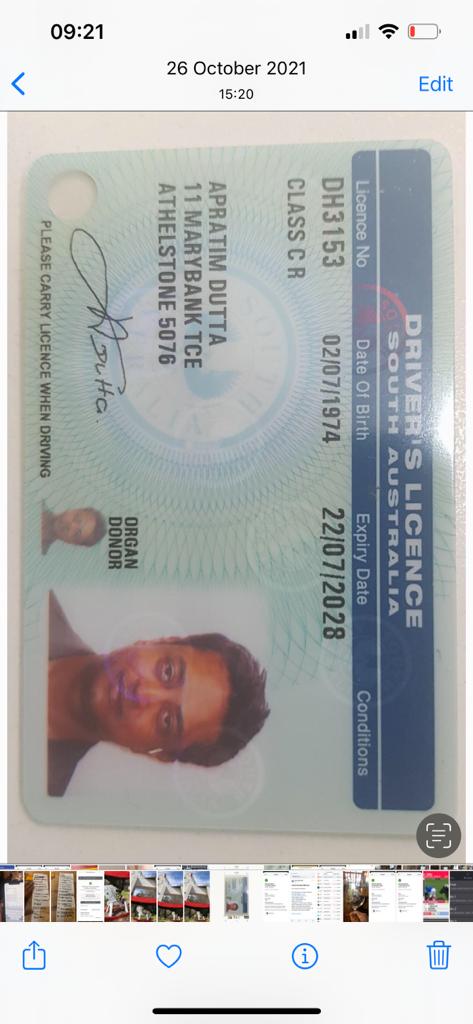 09:21
26 October 2021
Edit
15:20
DRIVER'S LICENCE
SOUTH AUSTRALIA
Licence No Date Of Birth Expiry Date Conditions
DH3153 02/07/1974 22/07/2028
CLASS C R
APRATIM DUTTA
11 MARYBANK TCE
ATHELSTONE 5076
ORGAN
DONOR
A Dutta.
PLEASE CARRY LICENCE WHEN DRIVING